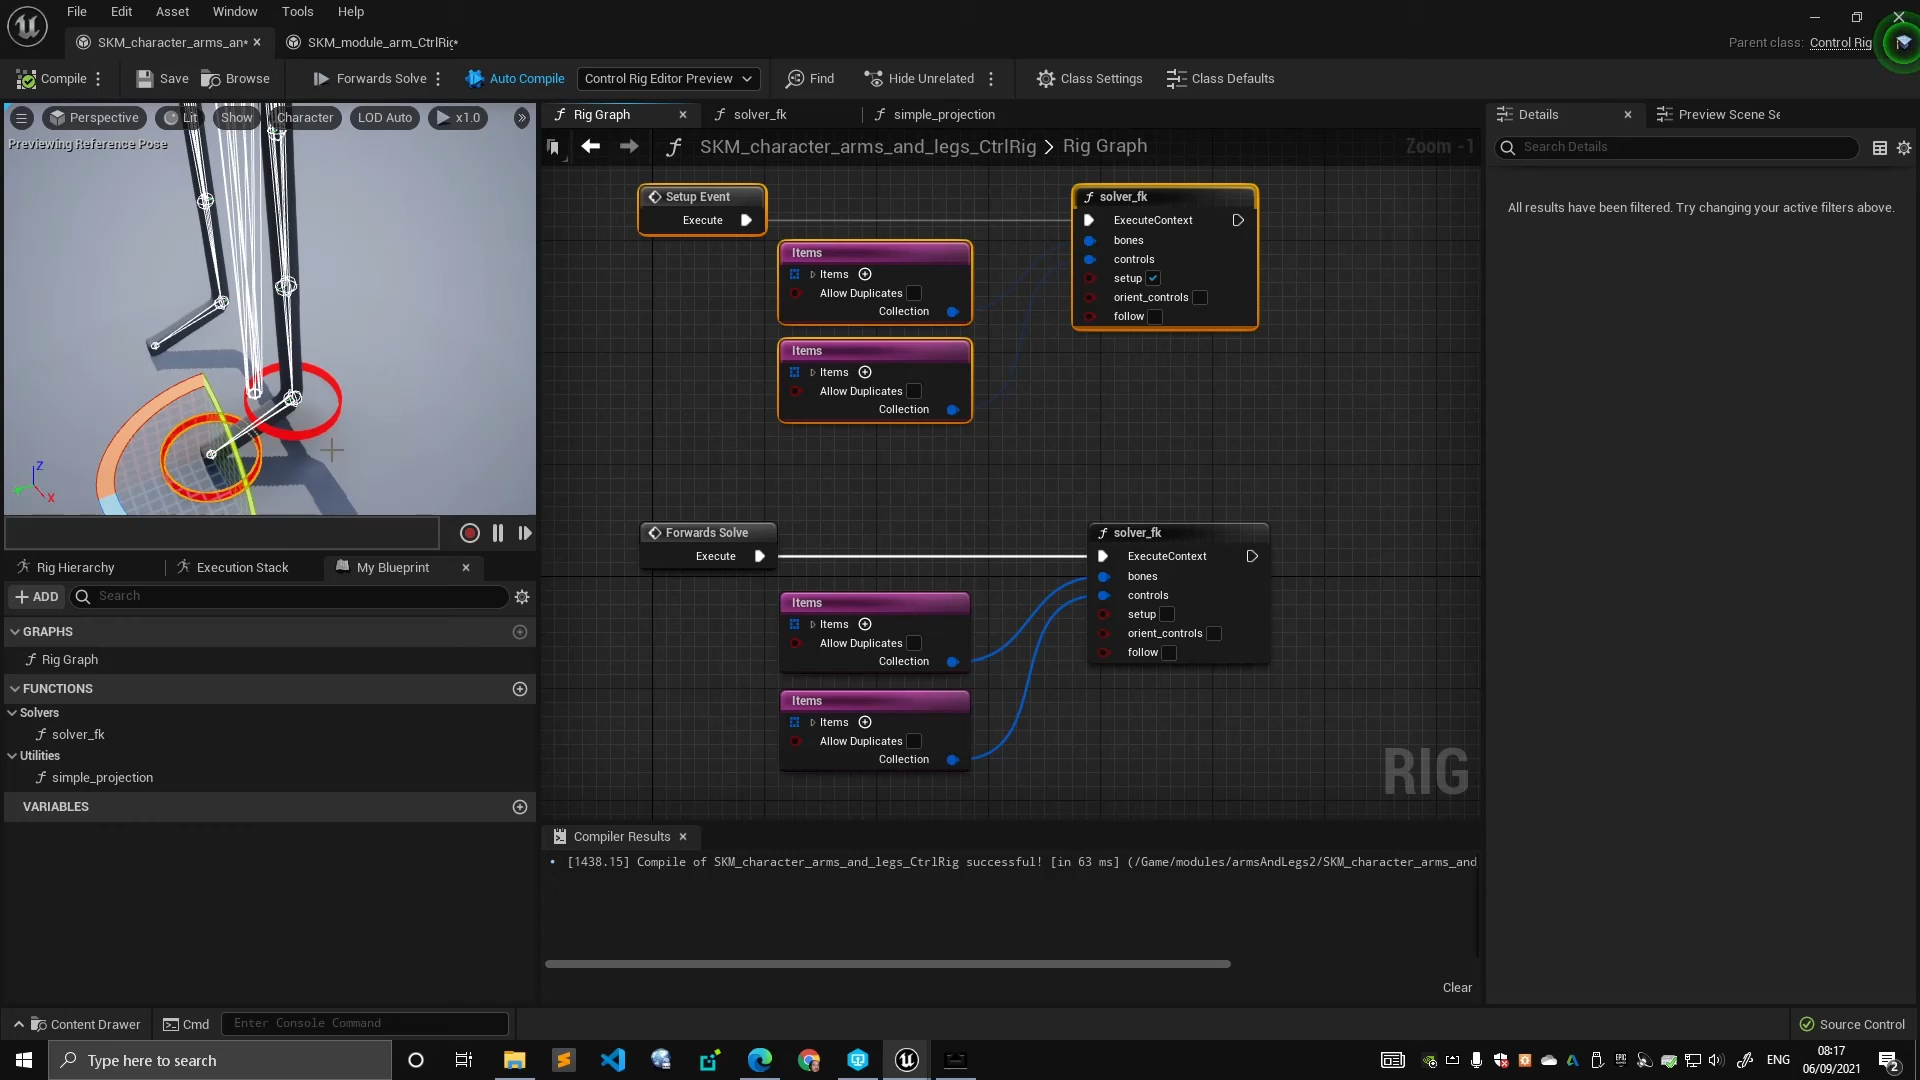 File Edit Asset Window Tools Help
SKM_character_arms_an* SKM_module_arm_CtrlRig*
Parent class: Control Rig
Compile Save Browse Forwards Solve Auto Compile Control Rig Editor Preview Find Hide Unrelated Class Settings Class Defaults
Perspective Lit Show Character LOD Auto x1.0
Previewing Reference Pose
Z
X
Rig Graph solver_fk simple_projection
SKM_character_arms_and_legs_CtrlRig > Rig Graph
Zoom -1
Setup Event
Execute
Items
Items
Allow Duplicates
Collection
Items
Items
Allow Duplicates
Collection
solver_fk
ExecuteContext
bones
controls
setup
orient_controls
follow
Forwards Solve
Execute
Items
Items
Allow Duplicates
Collection
Items
Items
Allow Duplicates
Collection
solver_fk
ExecuteContext
bones
controls
setup
orient_controls
follow
RIG
Details Preview Scene Se
Search Details
All results have been filtered. Try changing your active filters above.
Rig Hierarchy Execution Stack My Blueprint
ADD Search
GRAPHS
Rig Graph
FUNCTIONS
Solvers
solver_fk
Utilities
simple_projection
VARIABLES
Compiler Results
[1438.15] Compile of SKM_character_arms_and_legs_CtrlRig successful! [in 63 ms] (/Game/modules/armsAndLegs2/SKM_character_arms_and
Clear
Content Drawer Cmd Enter Console Command
Source Control
Type here to search
ENG
08:17
06/09/2021
2